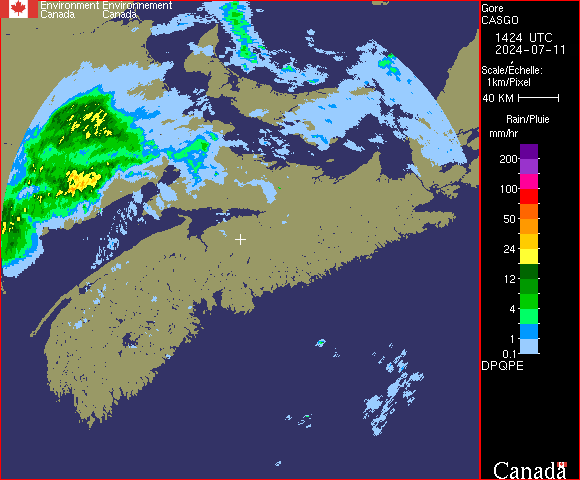 Environment Environnement
Canada Canada
Gore
CASGO
1424 UTC
2024-07-11
Scale/Echelle:
1km/Pixel
40 KM
Rain/Pluie
mm/hr
200
100
50
24
12
4
1
0.1
DPQPE
Canada